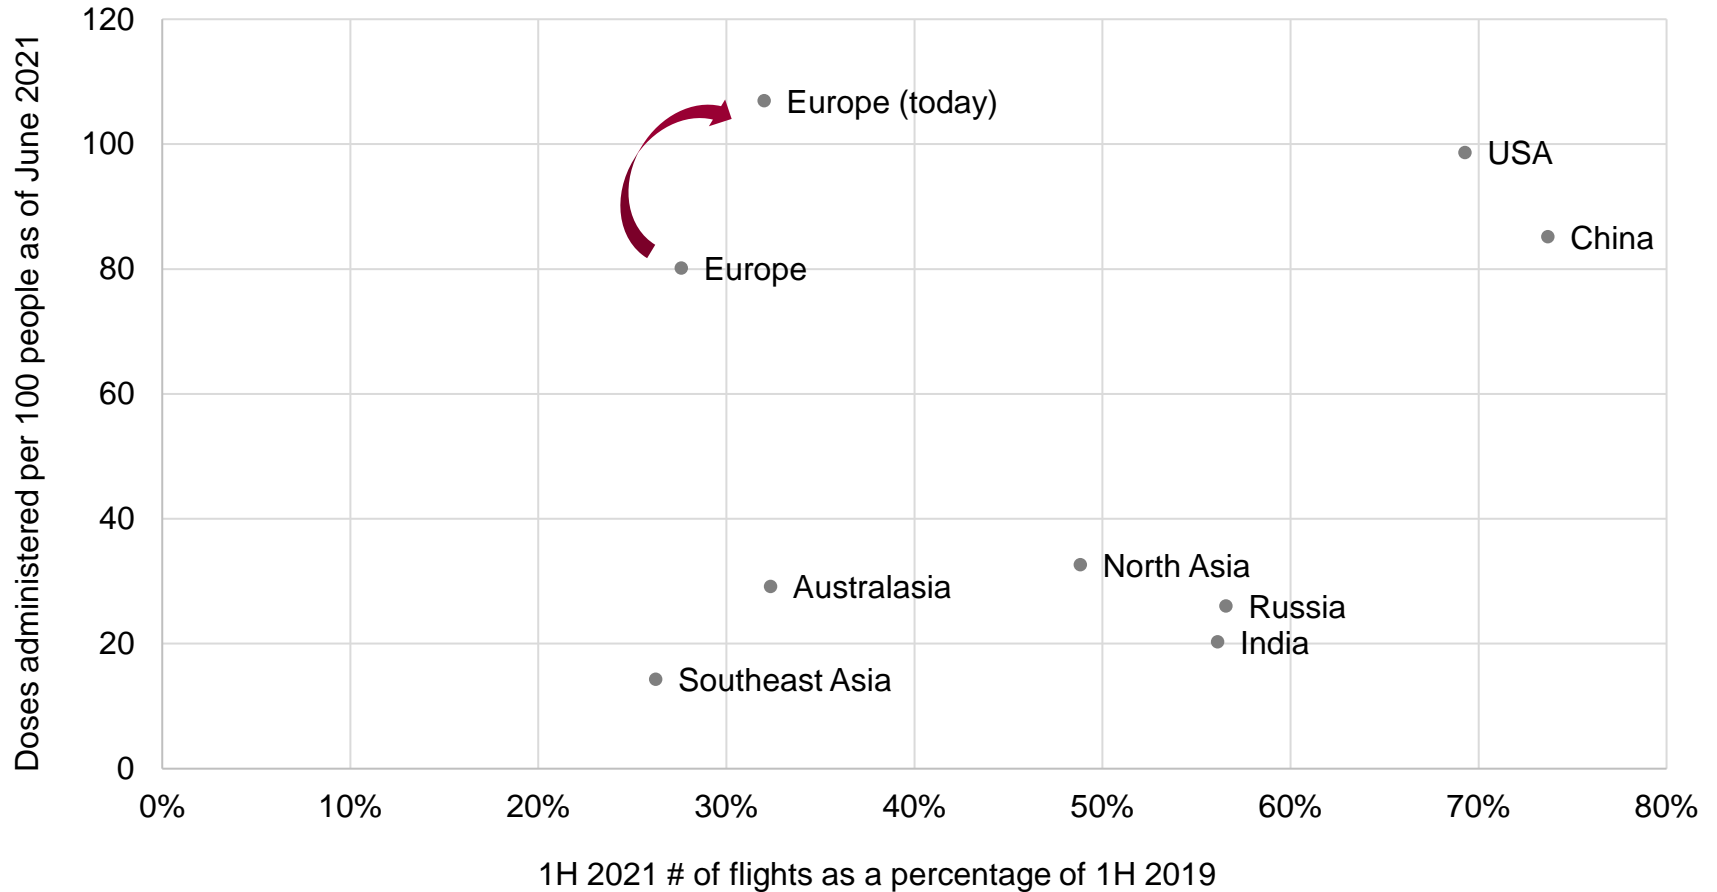 Doses administered per 100 people as of June 2021
120
100
80
60
40
20
0
Europe (today)
USA
China
Europe
North Asia
Australasia
Russia
India
Southeast Asia
0%
10%
20%
30%
40%
50%
60%
70%
80%
1H 2021 # of flights as a percentage of 1H 2019